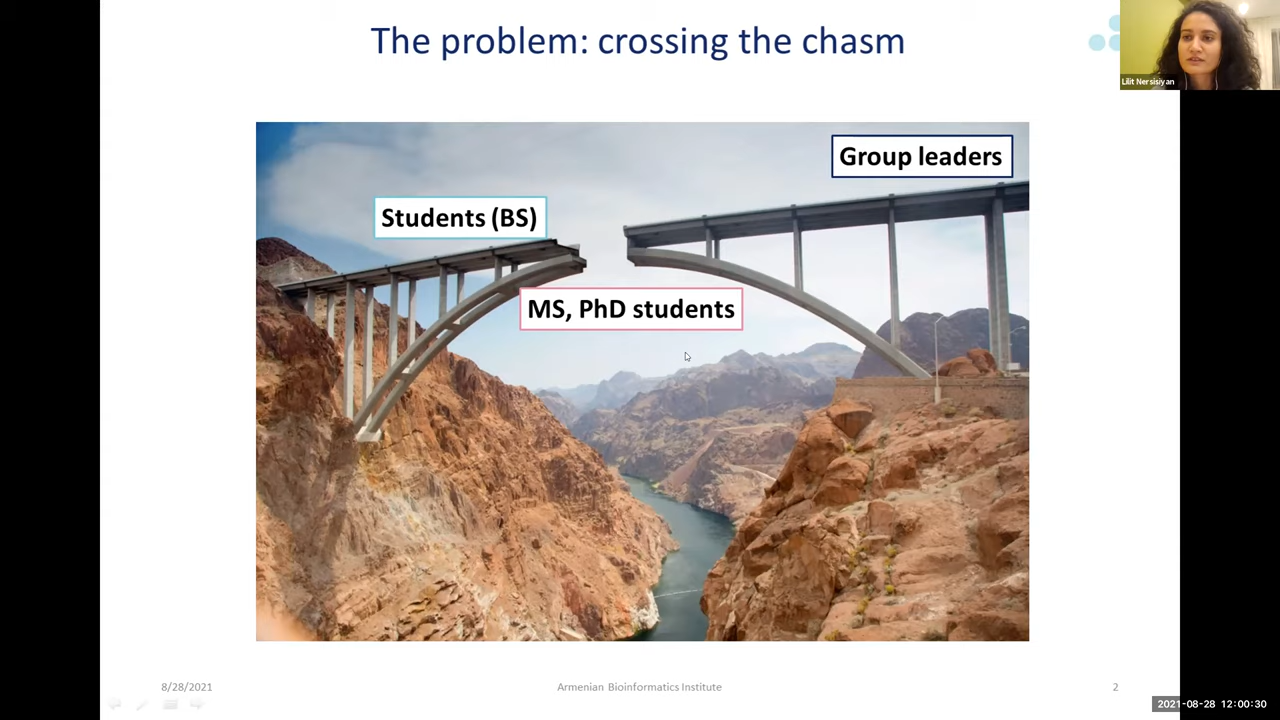 The problem: crossing the chasm
Lilit Nersisiyan
Group leaders
Students (BS)
MS, PhD students
8/28/2021
Armenian Bioinformatics Institute
2
2021-08-28 12:00:30